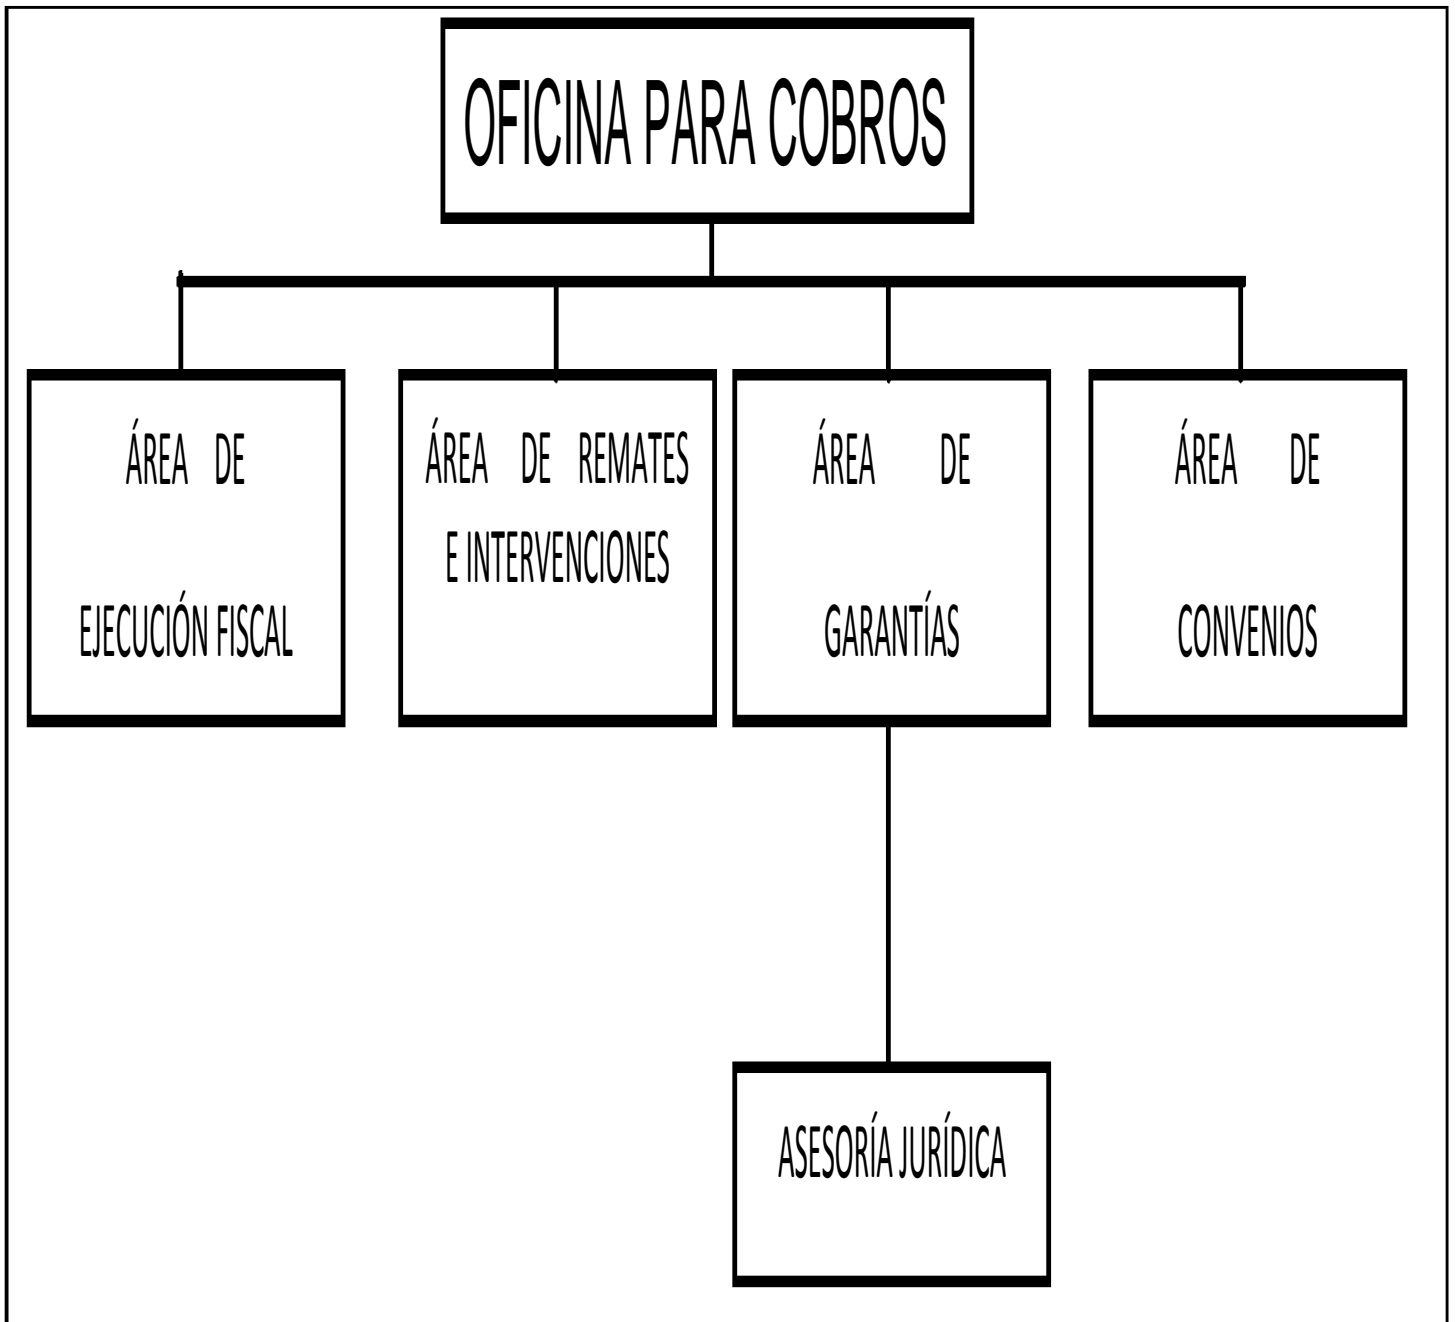 OFICINA PARA COBROS
ÁREA DE
EJECUCIÓN FISCAL
ÁREA DE REMATES
E INTERVENCIONES
ÁREA DE
GARANTÍAS
ÁREA DE
CONVENIOS
ASESORÍA JURÍDICA